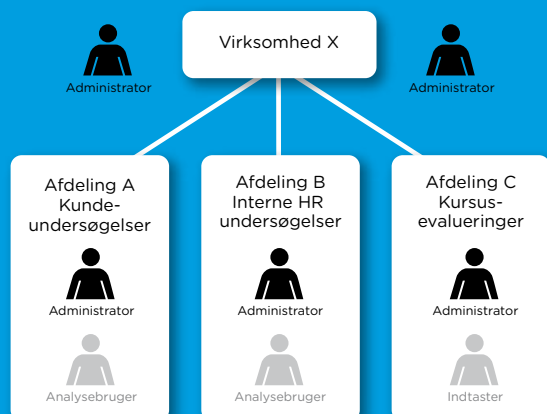 Virksomhed X
Administrator
Administrator
Afdeling A
Kunde-
undersøgelser
Administrator
Analysebruger
Afdeling B
Interne HR
undersøgelser
Administrator
Analysebruger
Afdeling C
Kursus-
evalueringer
Administrator
Indtaster